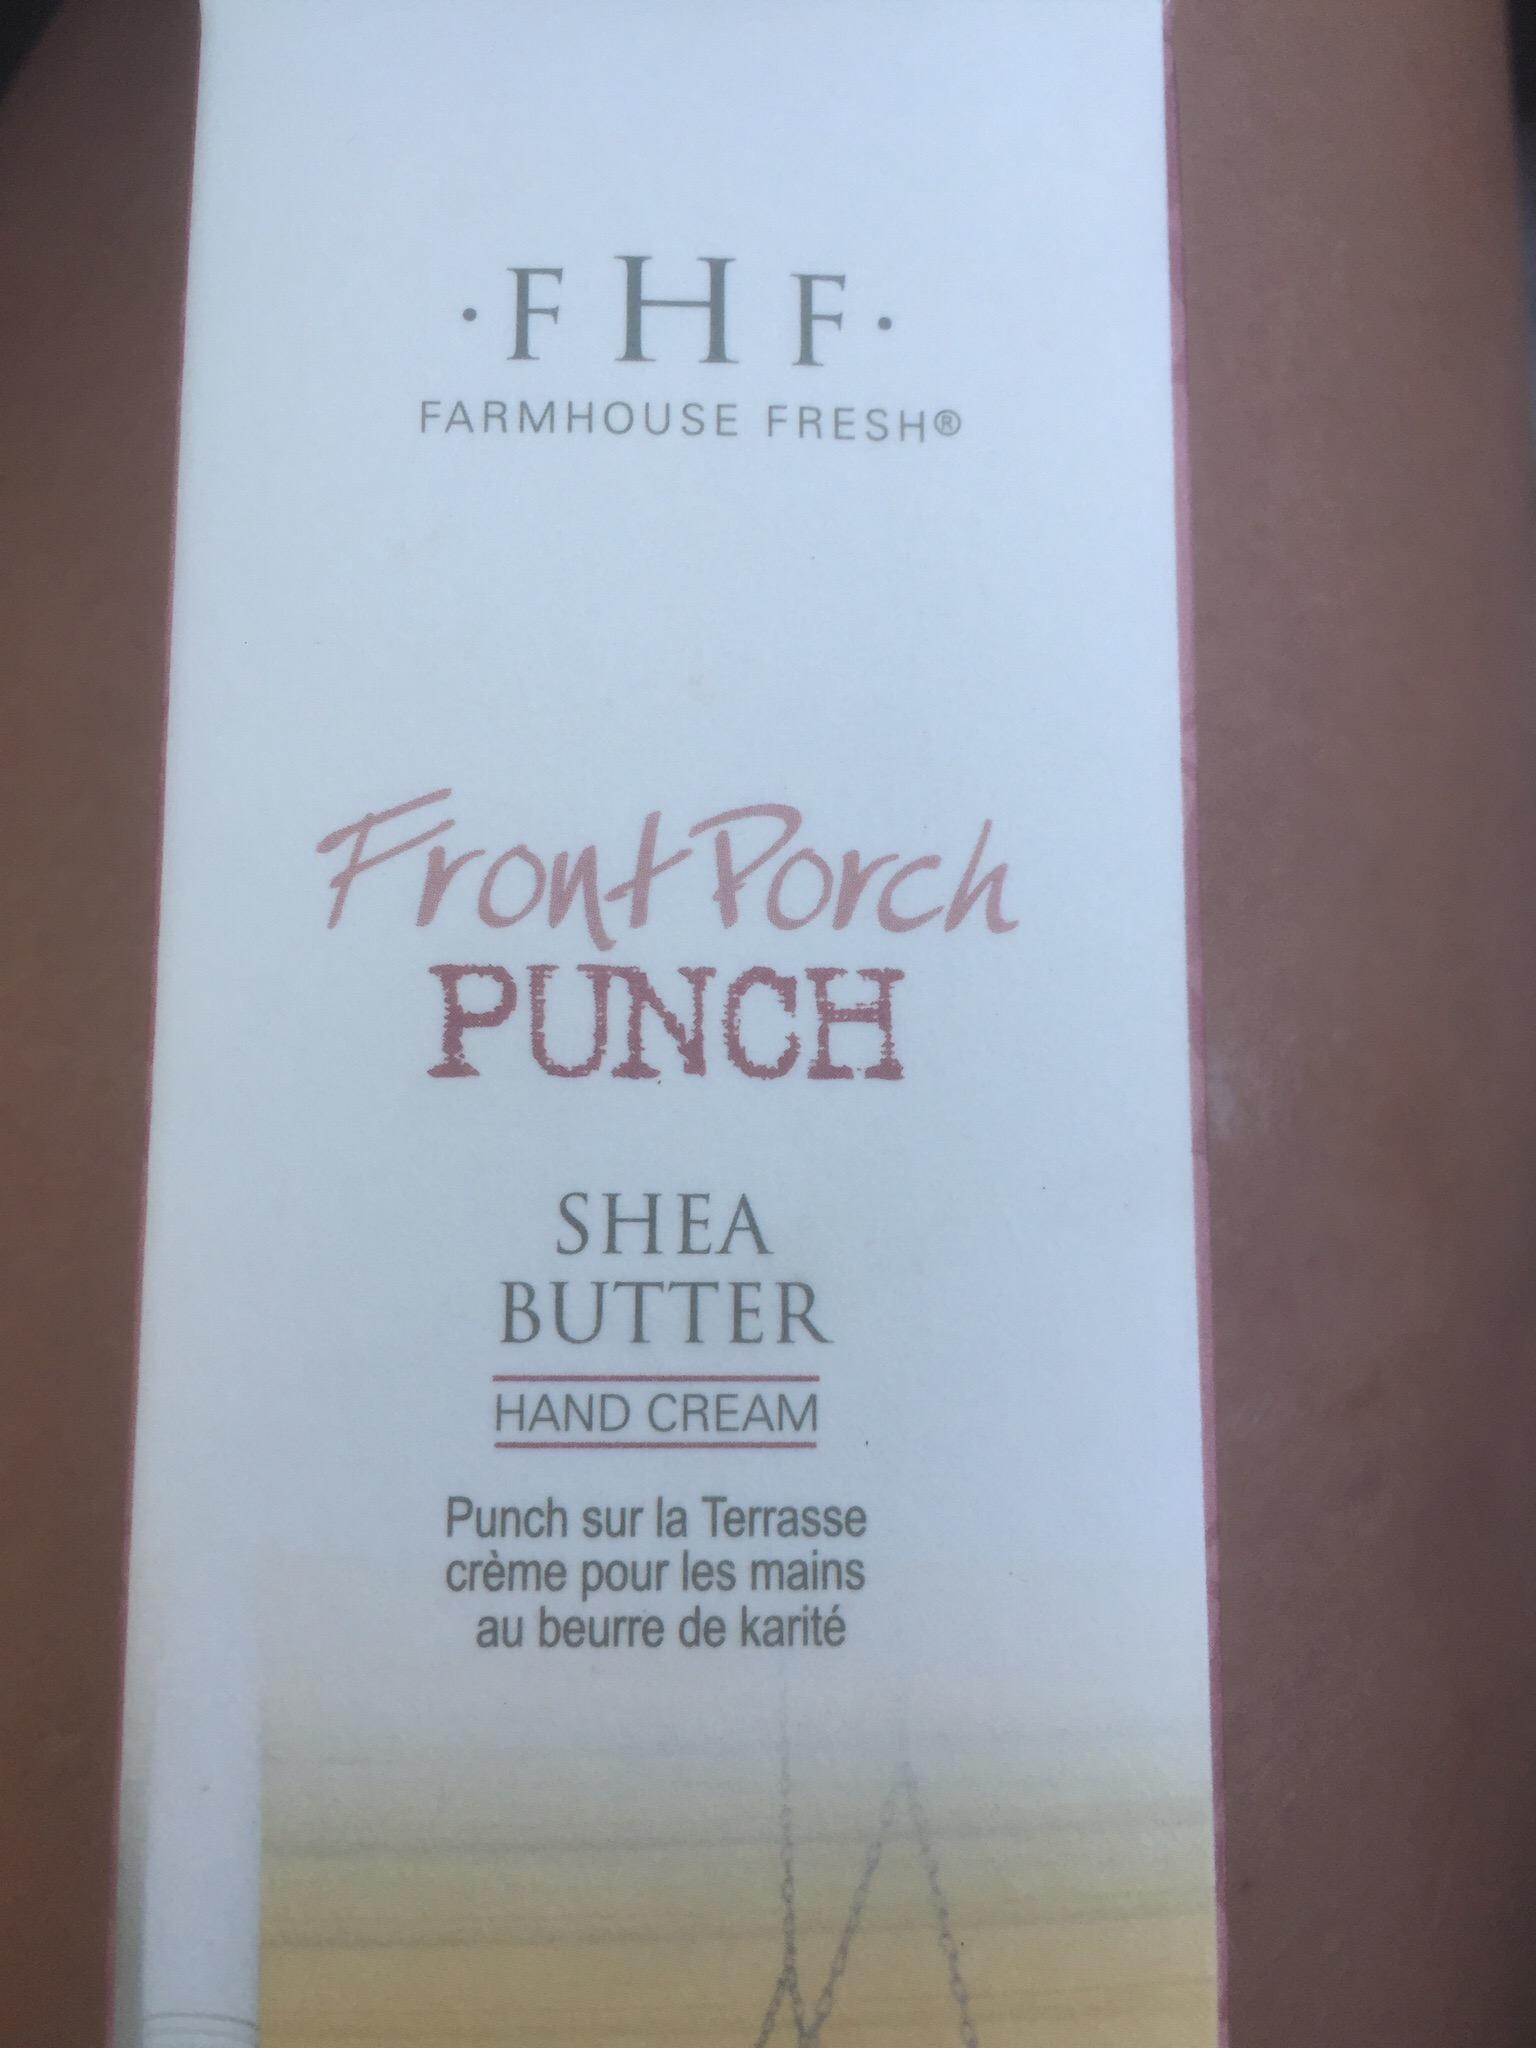 · F H F ·
FARMHOUSE FRESH®
Front Porch
PUNCH
SHEA
BUTTER
HAND CREAM
Punch sur la Terrasse
crème pour les mains
au beurre de karité